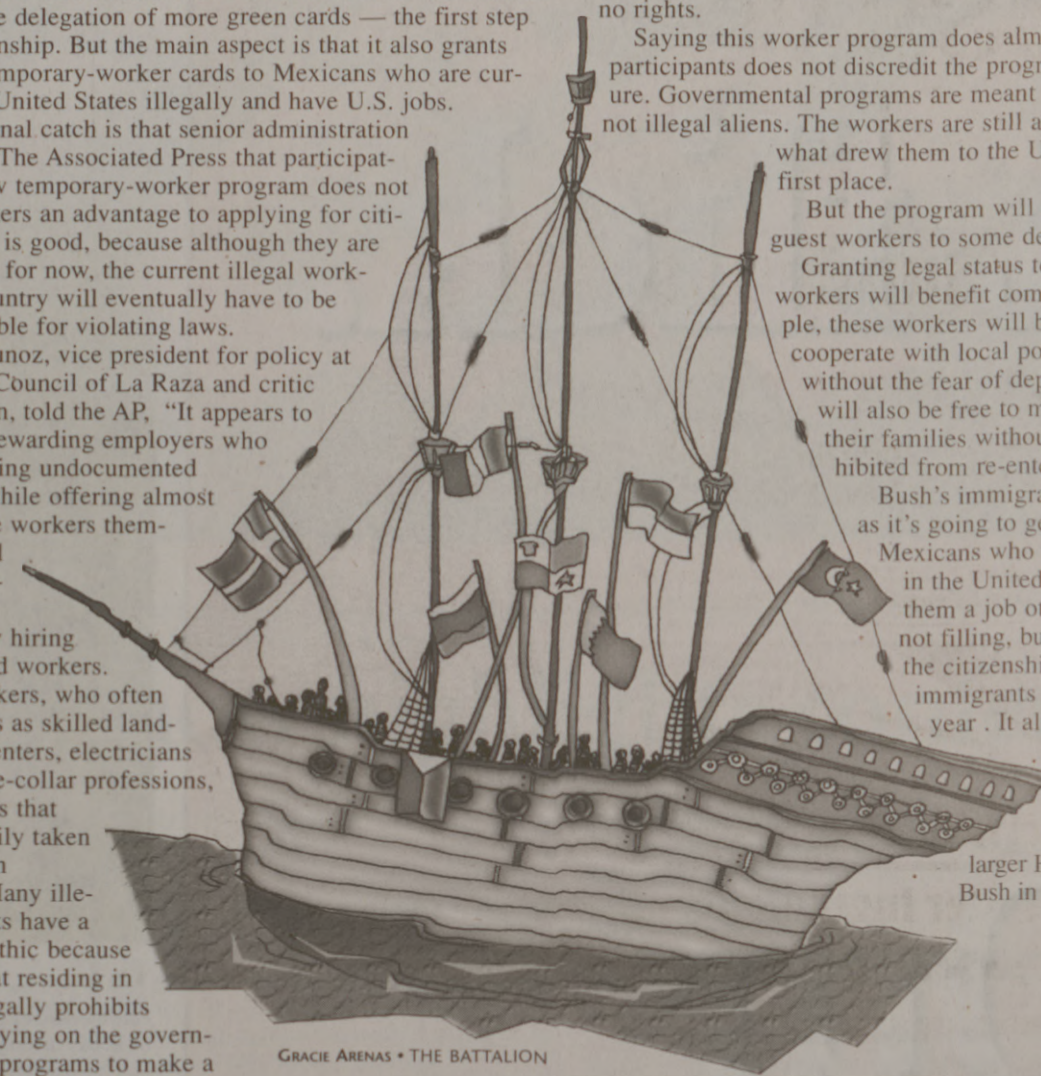 e delegation of more green cards — the first step
nship. But the main aspect is that it also grants
mporary-worker cards to Mexicans who are cur-
United States illegally and have U.S. jobs.
nal catch is that senior administration
The Associated Press that participat-
temporary-worker program does not
ers an advantage to applying for citi-
is good, because although they are
for now, the current illegal work-
untry will eventually have to be
ble for violating laws.
unoz, vice president for policy at
Council of La Raza and critic
n, told the AP, “It appears to
ewarding employers who
ing undocumented
hile offering almost
workers them-
hiring
d workers.
kers, who often
s as skilled land-
enters, electricians
e-collar professions,
s that
ily taken
n
Many ille-
ts have a
thic because
t residing in
gally prohibits
ying on the govern-
programs to make a
no rights.
Saying this worker program does alm
participants does not discredit the progr
ure. Governmental programs are meant
not illegal aliens. The workers are still a
what drew them to the U
first place.
But the program will
guest workers to some de
Granting legal status t
workers will benefit com
ple, these workers will b
cooperate with local po
without the fear of dep
will also be free to m
their families withou
hibited from re-ente
Bush's immigra
as it's going to g
Mexicans who
in the United
them a job o
not filling, bu
the citizenshi
immigrants
year . It al
larger H
Bush in
GRACIE ARENAS • THE BATTALION